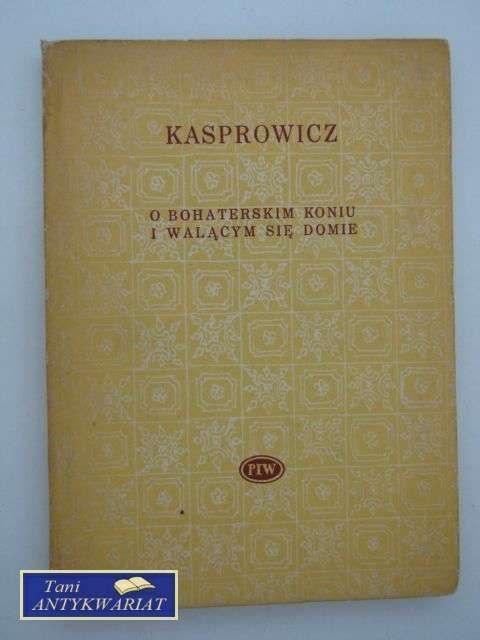 KASPROWICZ
O BOHATERSKIM KONIU
I WALĄCYM SIĘ DOMIE
PIW
Tani
ANTYKWARIAT